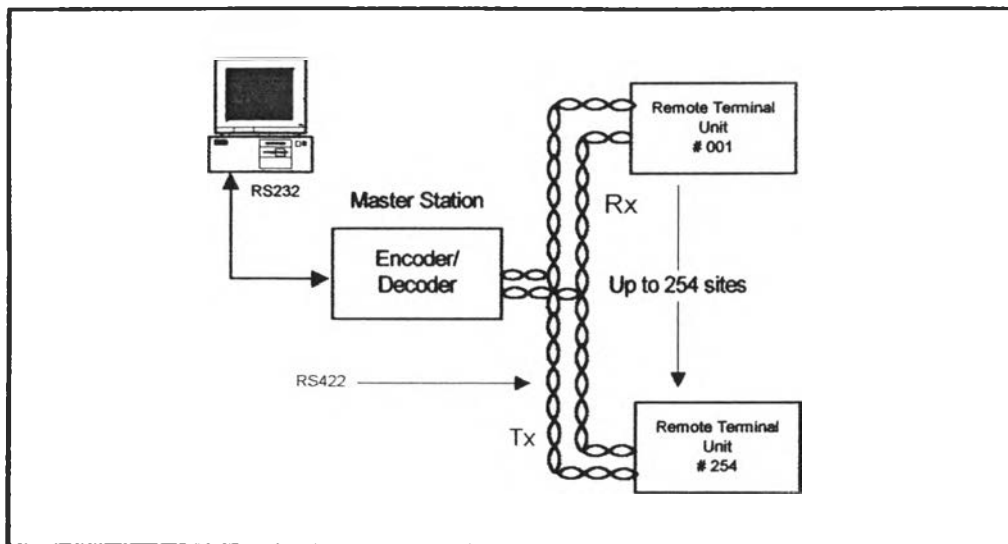 RS232
Master Station
Encoder/
Decoder
Remote Terminal
Unit
# 001
Rx
Up to 254 sites
RS422
Tx
Remote Terminal
Unit
# 254